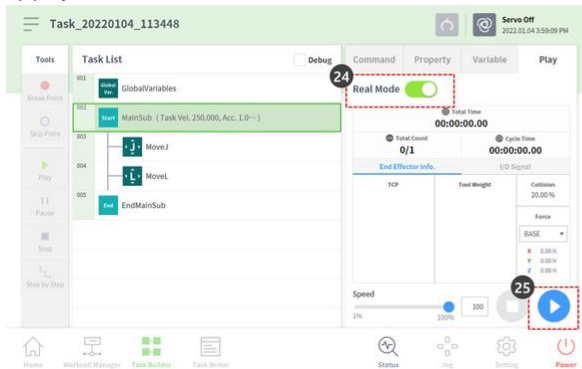 Task_20220104_113448
Servo Off
2022.01.04 3:59:09 PM
Tools
Task List
Debug
Command
Property
Variable
Play
24
Real Mode
Break Point
Skip Point
Play
Pause
Stop
Step by Step
001
Global Var.
GlobalVariables
002
Start
MainSub ( Task Vel. 250.000, Acc. 1.0··· )
003
J
MoveJ
004
L
MoveL
005
End
EndMainSub
Total Time
00:00:00.00
Total Count
0/1
Cycle Time
00:00:00.00
End Effector Info.
I/O Signal
TCP
Tool Weight
Collision
20.00 %
Force
BASE
X 0.00 N
Y 0.00 N
Z 0.00 N
25
Speed
1%
100%
100
Home
Workcell Manager
Task Builder
Task Writer
Status
Jog
Setting
Power